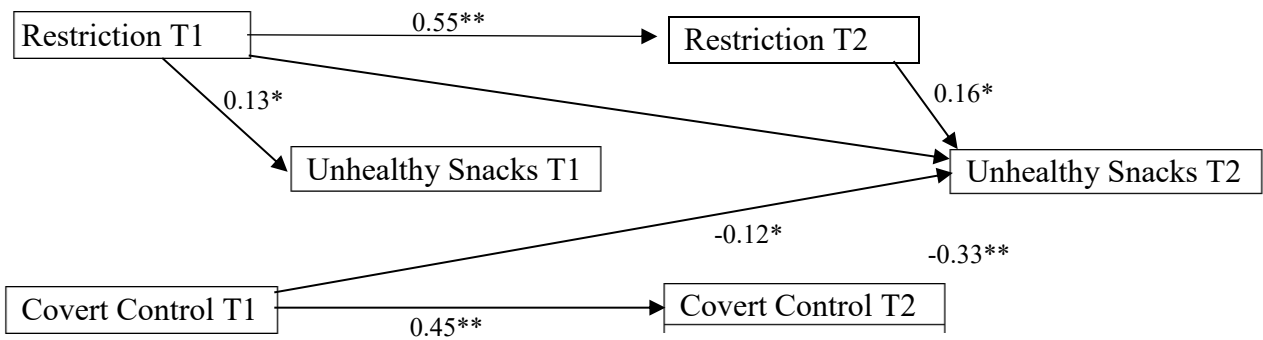 0.55**
Restriction T1
Restriction T2
0.13*
0.16*
Unhealthy Snacks T1
Unhealthy Snacks T2
-0.12*
-0.33**
Covert Control T1
Covert Control T2
0.45**